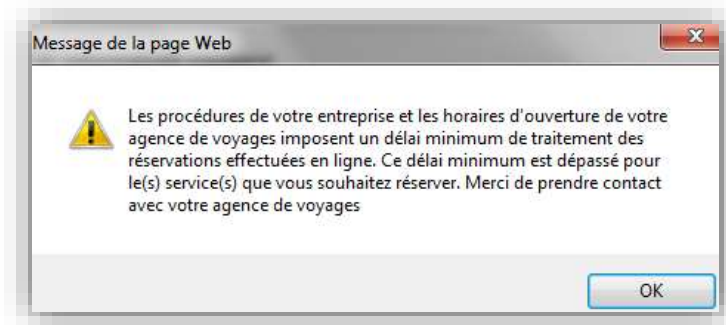 Message de la page Web
Les procédures de votre entreprise et les horaires d'ouverture de votre
agence de voyages imposent un délai minimum de traitement des
réservations effectuées en ligne. Ce délai minimum est dépassé pour
le(s) service(s) que vous souhaitez réserver. Merci de prendre contact
avec votre agence de voyages
OK